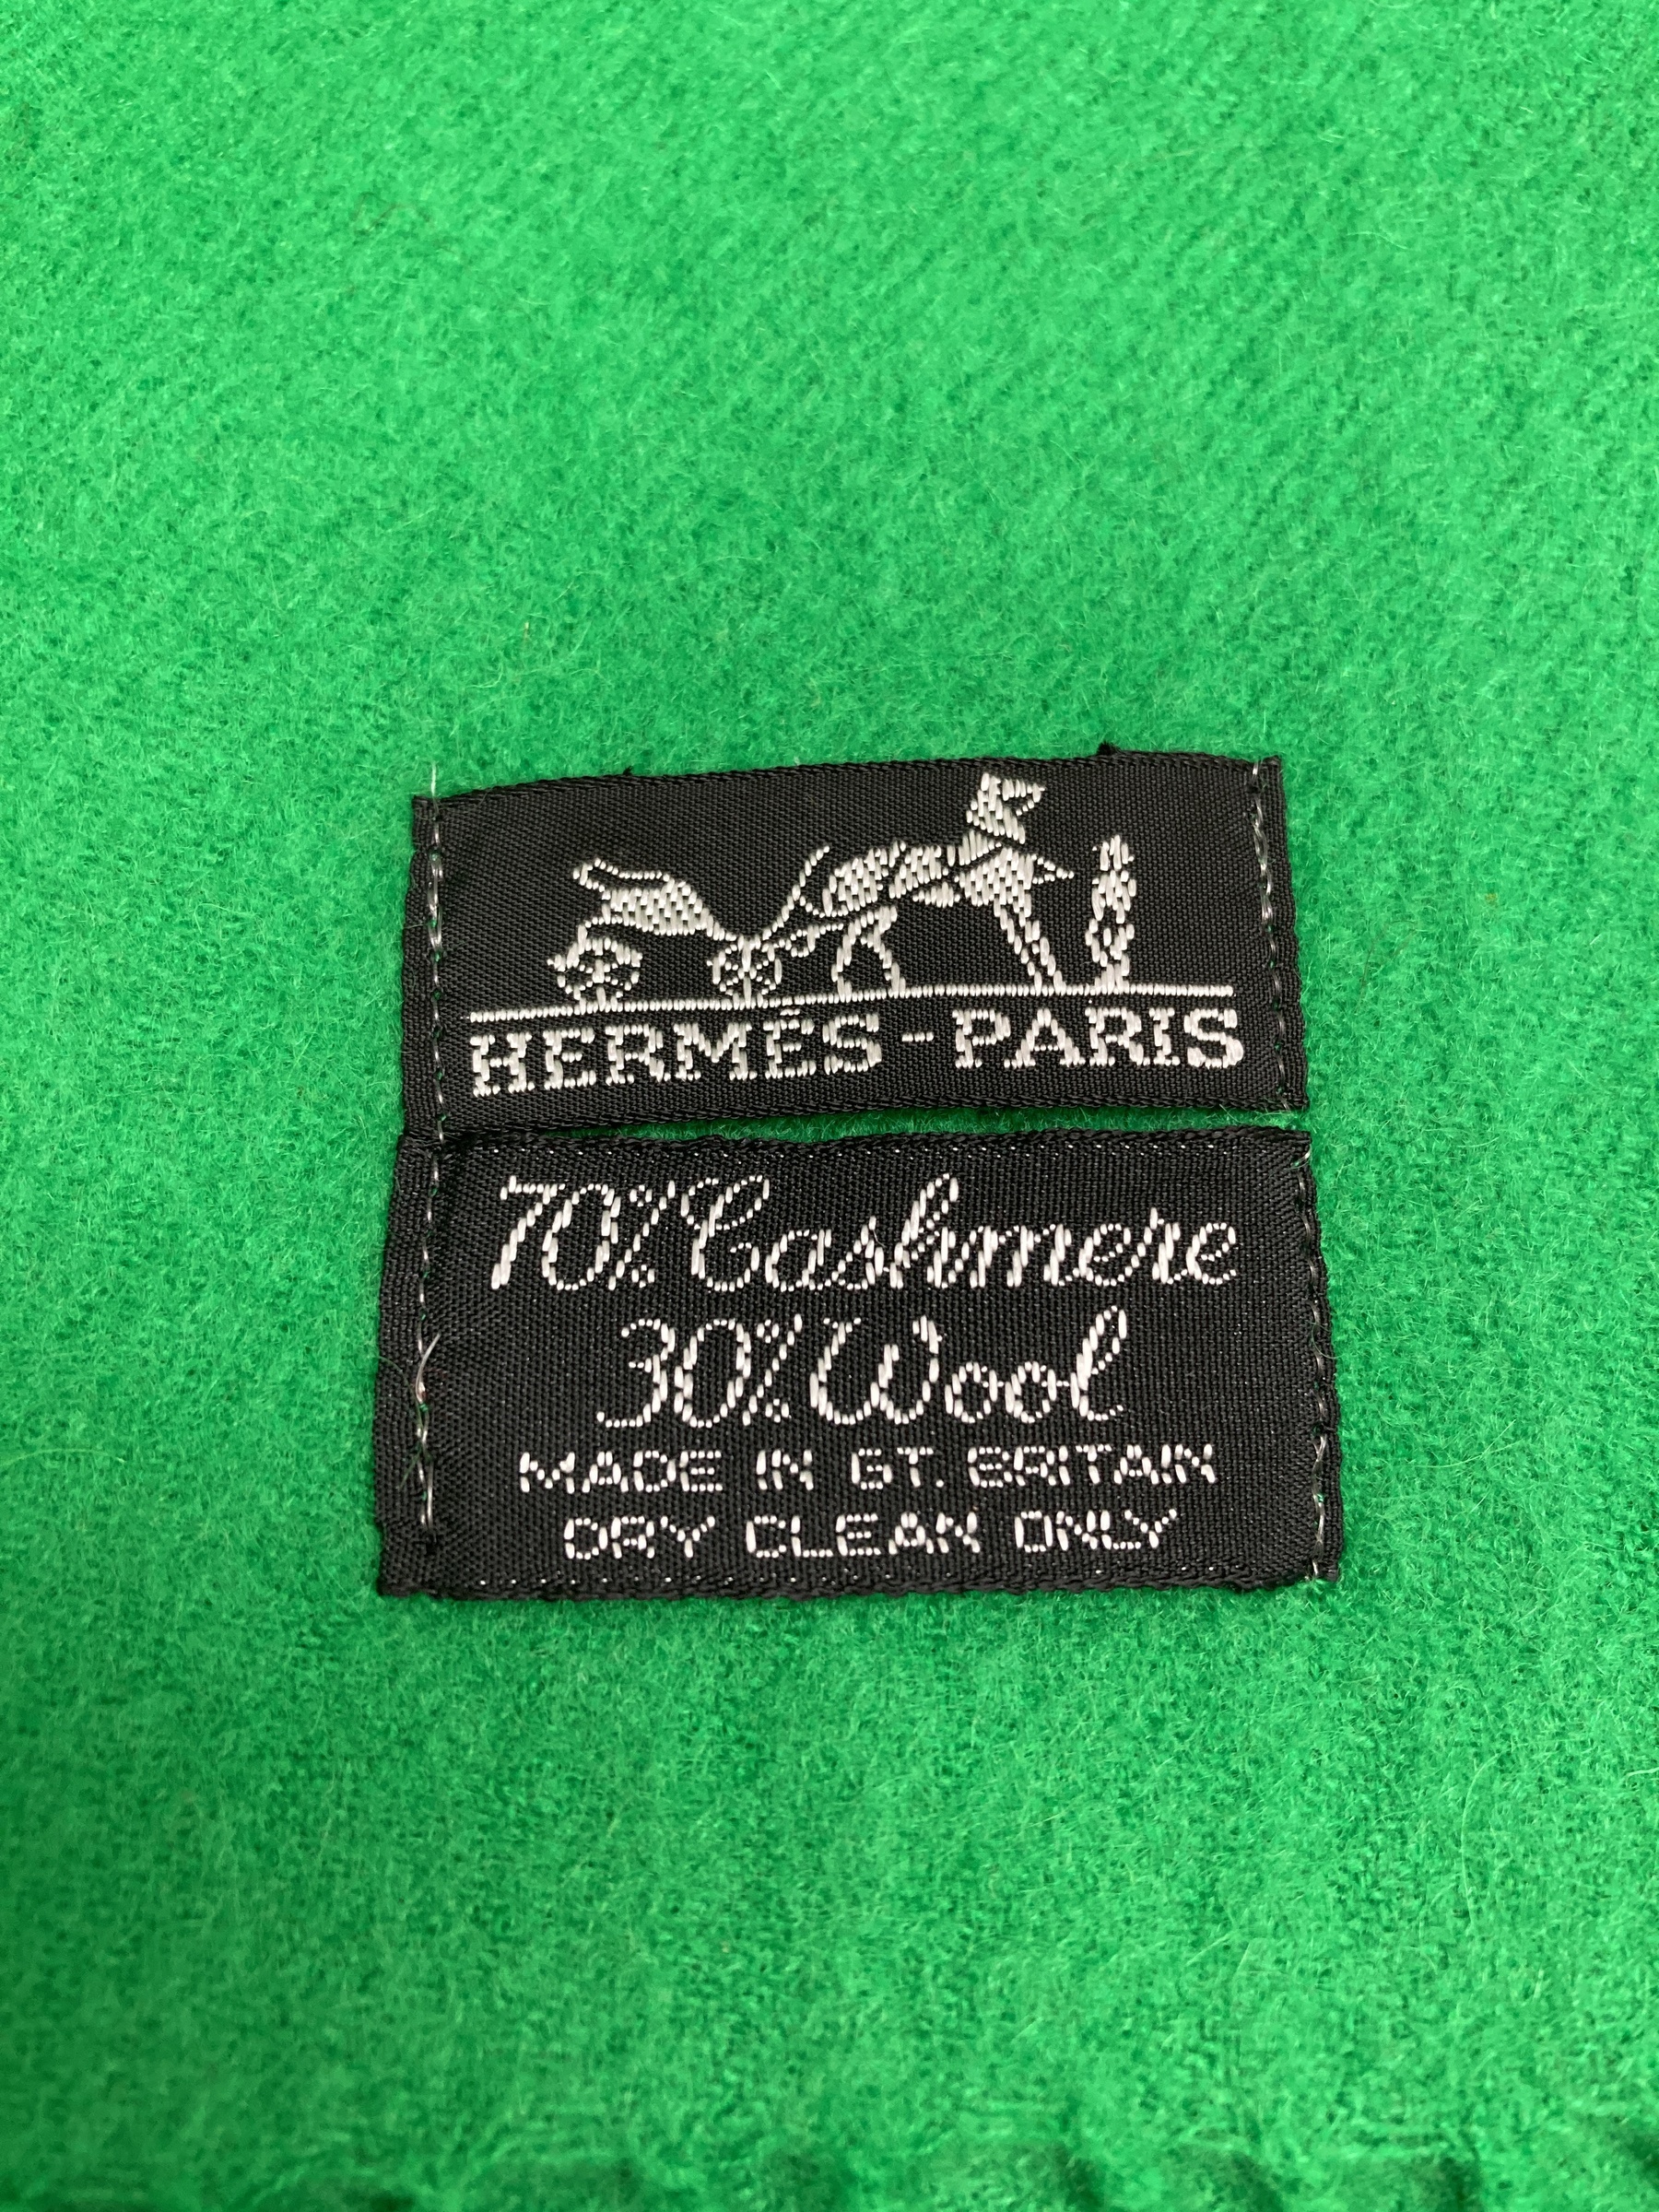 HERMÈS - PARIS
70% Cashmere
30% Wool
MADE IN GT. BRITAIN
DRY CLEAN ONLY